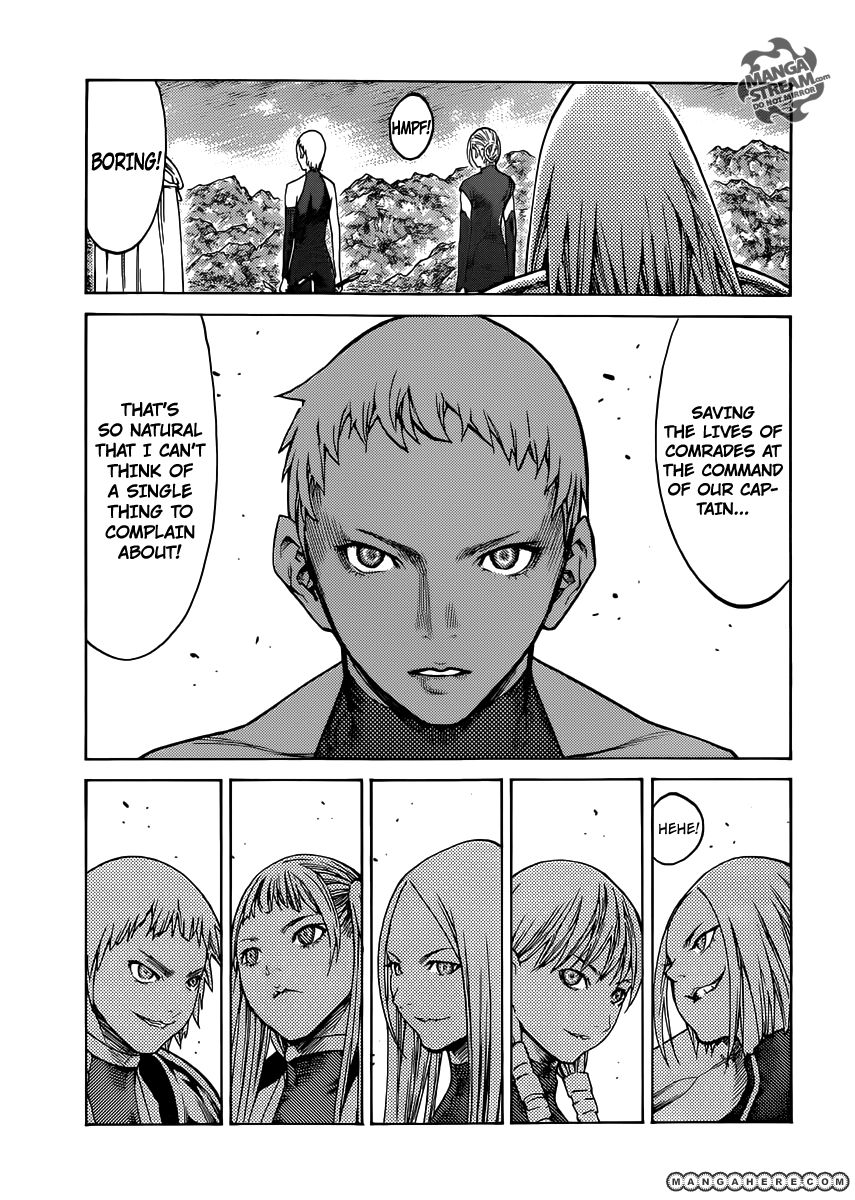 MANGA
STREAM.com
DO NOT MIRROR
HMPF!
BORING!
SAVING
THE LIVES OF
COMRADES AT
THE COMMAND
OF OUR CAP-
TAIN...
THAT'S
SO NATURAL
THAT I CAN'T
THINK OF
A SINGLE
THING TO
COMPLAIN
ABOUT!
HEHE!
MANGAHERE.COM